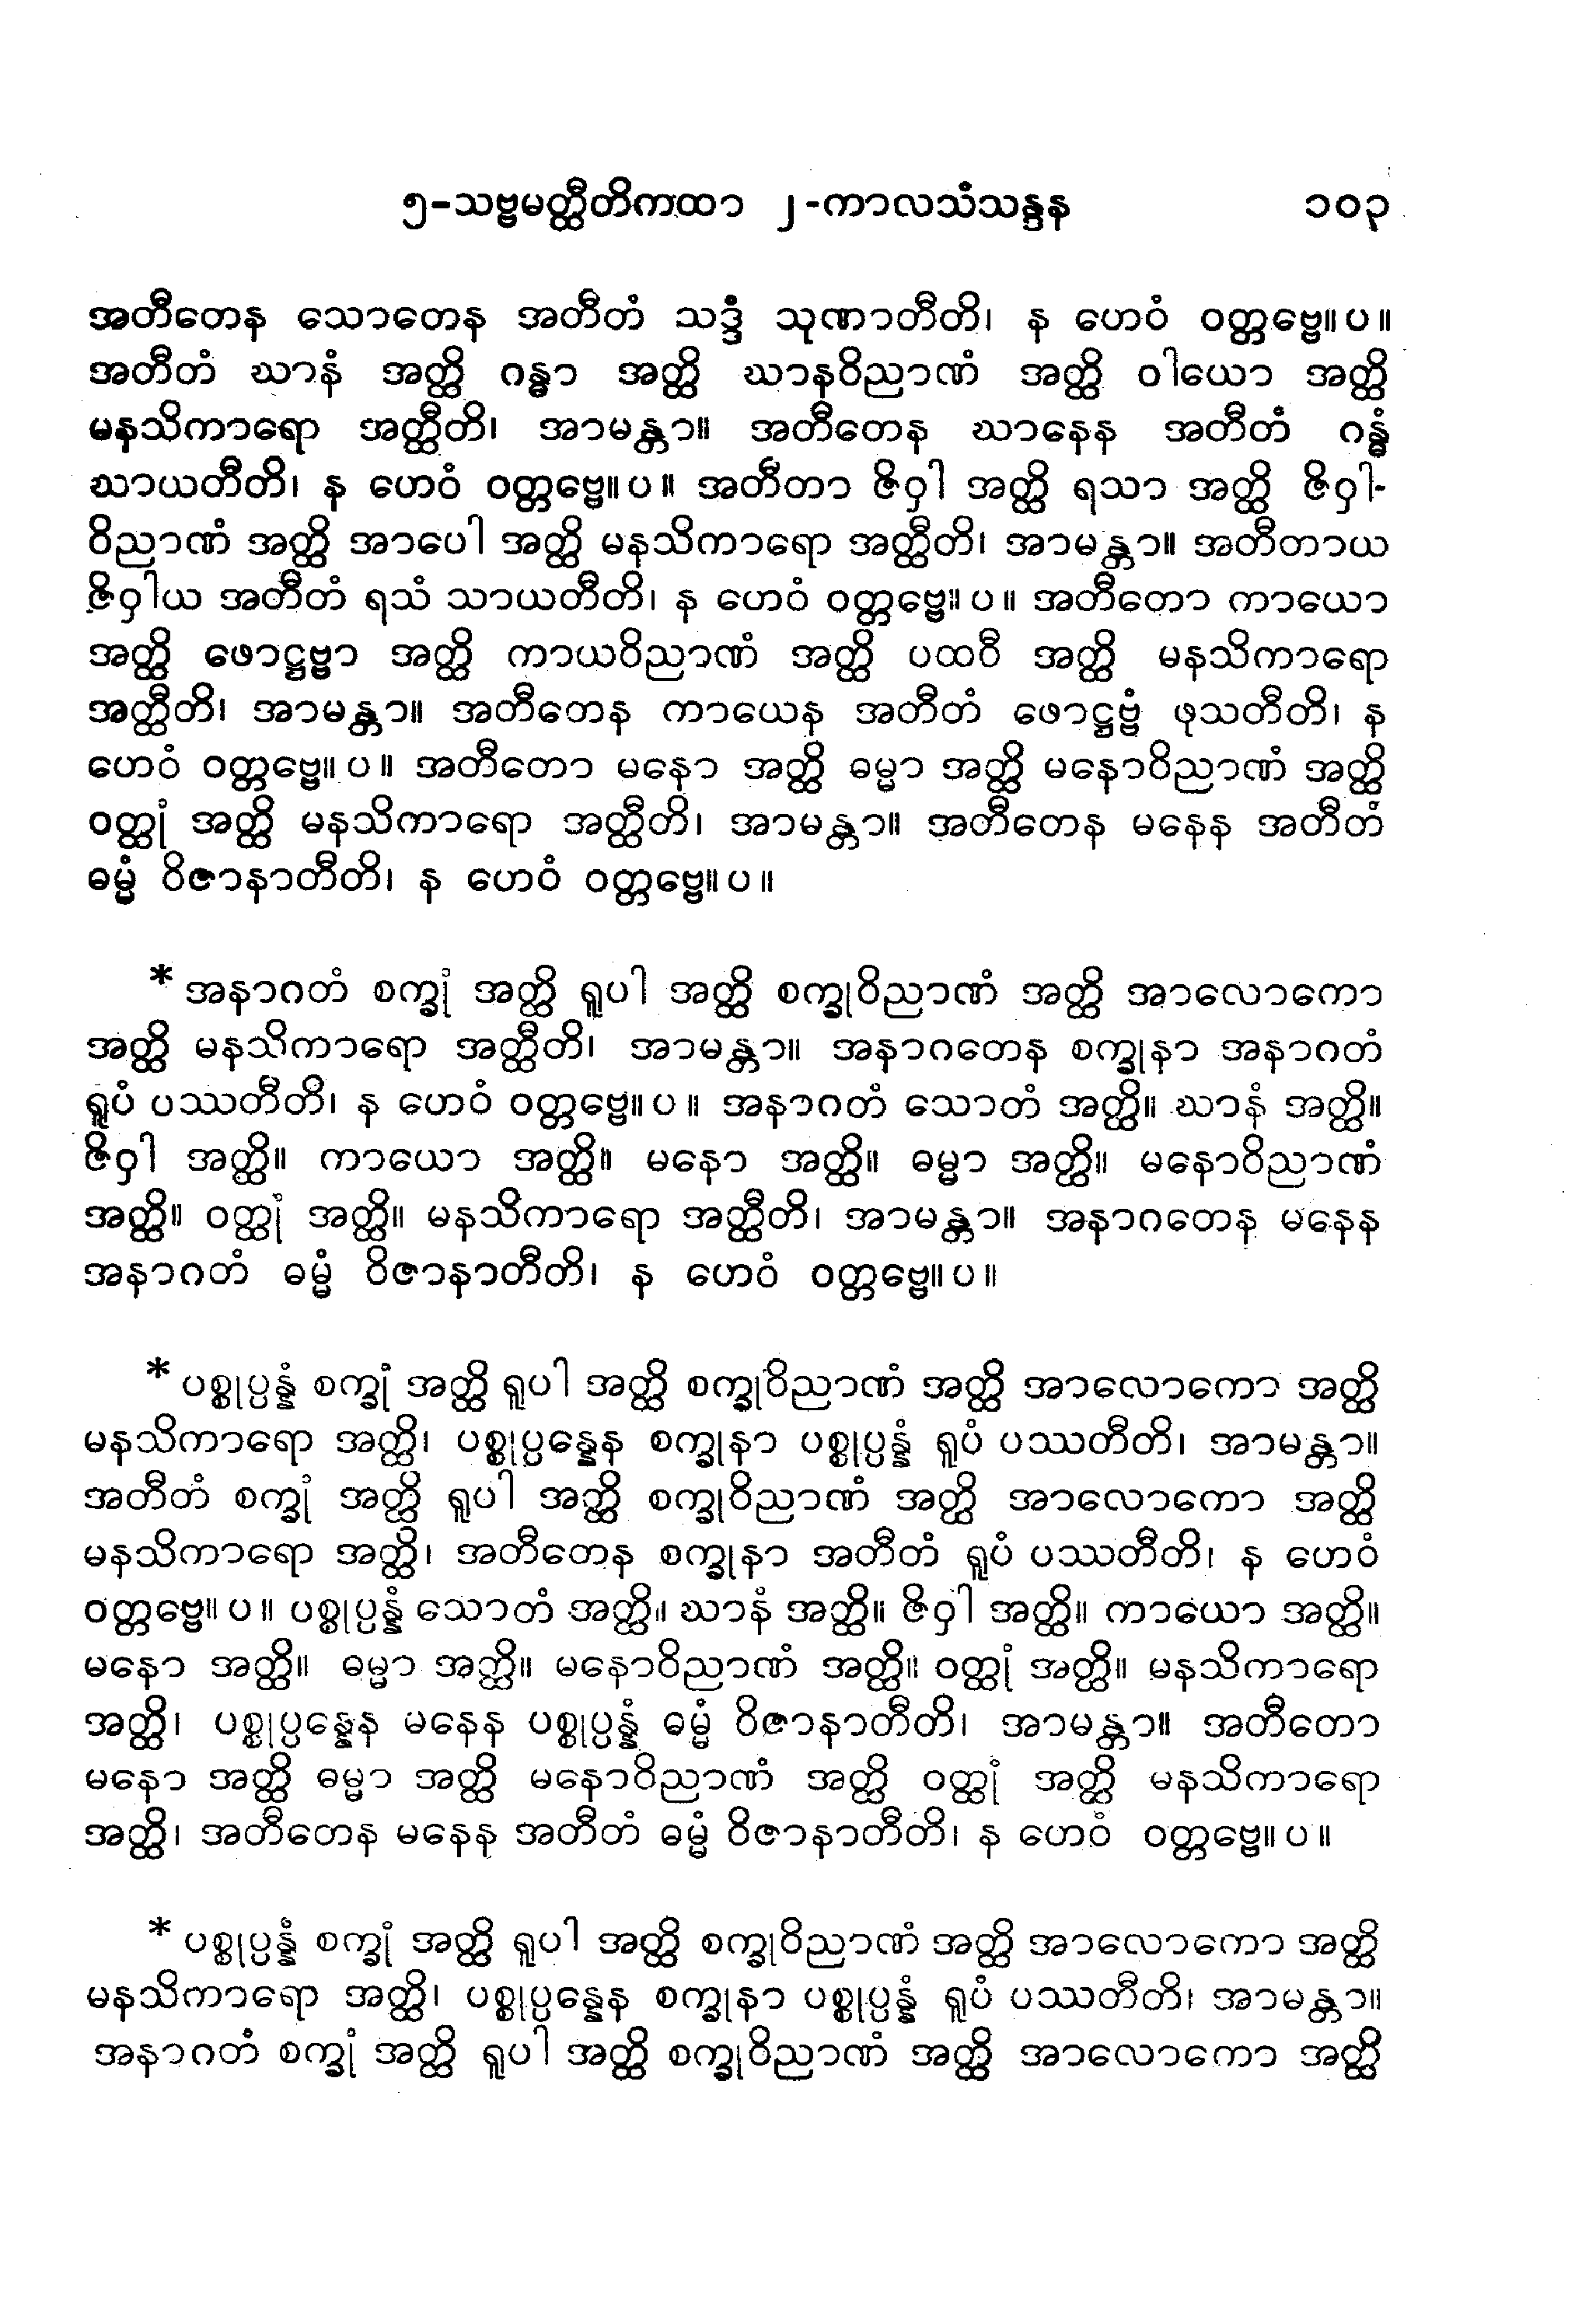 ၅-သဗ္ဗမတ္ထီတိကထာ ၂-ကာလသံသန္ဒန ၁၀၃
အတီတေန သောတေန အတီတံ သဒ္ဒံ သုဏာတီတိ၊ န ဟေဝံ ဝတ္တဗ္ဗေ။ ပ ။
အတီတံ ဃာနံ အတ္ထိ ဂန္ဓာ အတ္ထိ ဃာနဝိညာဏံ အတ္ထိ ဝါယော အတ္ထိ
မနသိကာရော အတ္ထီတိ၊ အာမန္တာ။ အတီတေန ဃာနေန အတီတံ ဂန္ဓံ
ဃာယတီတိ၊ န ဟေဝံ ဝတ္တဗ္ဗေ။ ပ ။ အတီတာ ဇိဝှါ အတ္ထိ ရသာ အတ္ထိ ဇိဝှါ-
ဝိညာဏံ အတ္ထိ အာပေါ အတ္ထိ မနသိကာရော အတ္ထီတိ၊ အာမန္တာ။ အတီတာယ
ဇိဝှါယ အတီတံ ရသံ သာယတီတိ၊ န ဟေဝံ ဝတ္တဗ္ဗေ။ ပ ။ အတီတော ကာယော
အတ္ထိ ဖောဋ္ဌဗ္ဗာ အတ္ထိ ကာယဝိညာဏံ အတ္ထိ ပထဝီ အတ္ထိ မနသိကာရော
အတ္ထီတိ၊ အာမန္တာ။ အတီတေန ကာယေန အတီတံ ဖောဋ္ဌဗ္ဗံ ဖုသတီတိ၊ န
ဟေဝံ ဝတ္တဗ္ဗေ။ ပ ။ အတီတော မနော အတ္ထိ ဓမ္မာ အတ္ထိ မနောဝိညာဏံ အတ္ထိ
ဝတ္ထုံ အတ္ထိ မနသိကာရော အတ္ထီတိ၊ အာမန္တာ။ အတီတေန မနေန အတီတံ
ဓမ္မံ ဝိဇာနာတီတိ၊ န ဟေဝံ ဝတ္တဗ္ဗေ။ ပ ။
* အနာဂတံ စက္ခုံ အတ္ထိ ရူပါ အတ္ထိ စက္ခုဝိညာဏံ အတ္ထိ အာလောကော
အတ္ထိ မနသိကာရော အတ္ထီတိ၊ အာမန္တာ။ အနာဂတေန စက္ခုနာ အနာဂတံ
ရူပံ ပဿတီတိ၊ န ဟေဝံ ဝတ္တဗ္ဗေ။ ပ ။ အနာဂတံ သောတံ အတ္ထိ။ ဃာနံ အတ္ထိ။
ဇိဝှါ အတ္ထိ။ ကာယော အတ္ထိ။ မနော အတ္ထိ။ ဓမ္မာ အတ္ထိ။ မနောဝိညာဏံ
အတ္ထိ။ ဝတ္ထုံ အတ္ထိ။ မနသိကာရော အတ္ထီတိ၊ အာမန္တာ။ အနာဂတေန မနေန
အနာဂတံ ဓမ္မံ ဝိဇာနာတီတိ၊ န ဟေဝံ ဝတ္တဗ္ဗေ။ ပ ။
* ပစ္စုပ္ပန္နံ စက္ခုံ အတ္ထိ ရူပါ အတ္ထိ စက္ခုဝိညာဏံ အတ္ထိ အာလောကော အတ္ထိ
မနသိကာရော အတ္ထိ၊ ပစ္စုပ္ပန္နေန စက္ခုနာ ပစ္စုပ္ပန္နံ ရူပံ ပဿတီတိ၊ အာမန္တာ။
အတီတံ စက္ခုံ အတ္ထိ ရူပါ အတ္ထိ စက္ခုဝိညာဏံ အတ္ထိ အာလောကော အတ္ထိ
မနသိကာရော အတ္ထိ၊ အတီတေန စက္ခုနာ အတီတံ ရူပံ ပဿတီတိ၊ န ဟေဝံ
ဝတ္တဗ္ဗေ။ ပ ။ ပစ္စုပ္ပန္နံ သောတံ အတ္ထိ။ ဃာနံ အတ္ထိ။ ဇိဝှါ အတ္ထိ။ ကာယော အတ္ထိ။
မနော အတ္ထိ။ ဓမ္မာ အတ္ထိ။ မနောဝိညာဏံ အတ္ထိ။ ဝတ္ထုံ အတ္ထိ။ မနသိကာရော
အတ္ထိ၊ ပစ္စုပ္ပန္နေန မနေန ပစ္စုပ္ပန္နံ ဓမ္မံ ဝိဇာနာတီတိ၊ အာမန္တာ။ အတီတော
မနော အတ္ထိ ဓမ္မာ အတ္ထိ မနောဝိညာဏံ အတ္ထိ ဝတ္ထုံ အတ္ထိ မနသိကာရော
အတ္ထိ၊ အတီတေန မနေန အတီတံ ဓမ္မံ ဝိဇာနာတီတိ၊ န ဟေဝံ ဝတ္တဗ္ဗေ။ ပ ။
* ပစ္စုပ္ပန္နံ စက္ခုံ အတ္ထိ ရူပါ အတ္ထိ စက္ခုဝိညာဏံ အတ္ထိ အာလောကော အတ္ထိ
မနသိကာရော အတ္ထိ၊ ပစ္စုပ္ပန္နေန စက္ခုနာ ပစ္စုပ္ပန္နံ ရူပံ ပဿတီတိ၊ အာမန္တာ။
အနာဂတံ စက္ခုံ အတ္ထိ ရူပါ အတ္ထိ စက္ခုဝိညာဏံ အတ္ထိ အာလောကော အတ္ထိ